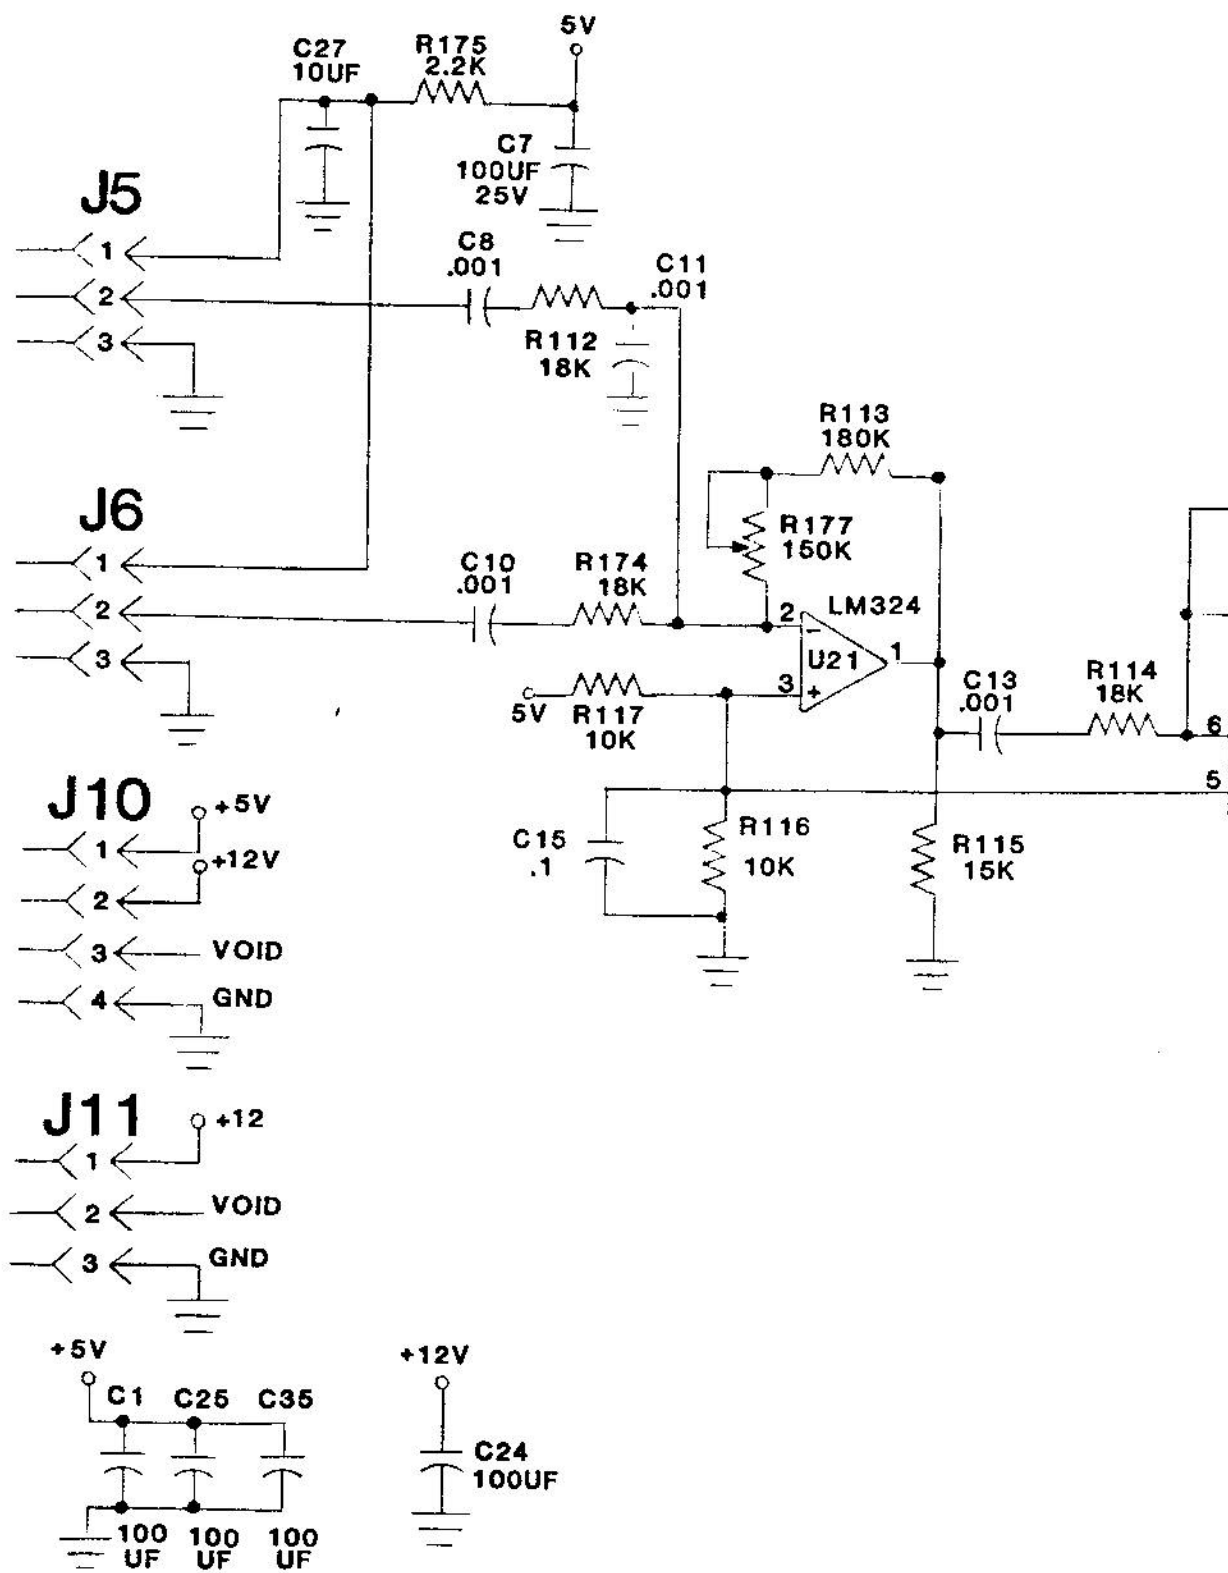 5V
C27
10UF
R175
2.2K
C7
100UF
25V
J5
1
2
3
C8
.001
C11
.001
R112
18K
R113
180K
J6
1
2
3
C10
.001
R174
18K
R177
150K
LM324
2
-
U21
1
3
+
5V
R117
10K
C13
.001
R114
18K
6
5
J10
+5V
1
+12V
2
3
VOID
4
GND
C15
.1
R116
10K
R115
15K
J11
+12
1
2
VOID
3
GND
+5V
C1
C25
C35
100
UF
100
UF
100
UF
+12V
C24
100UF